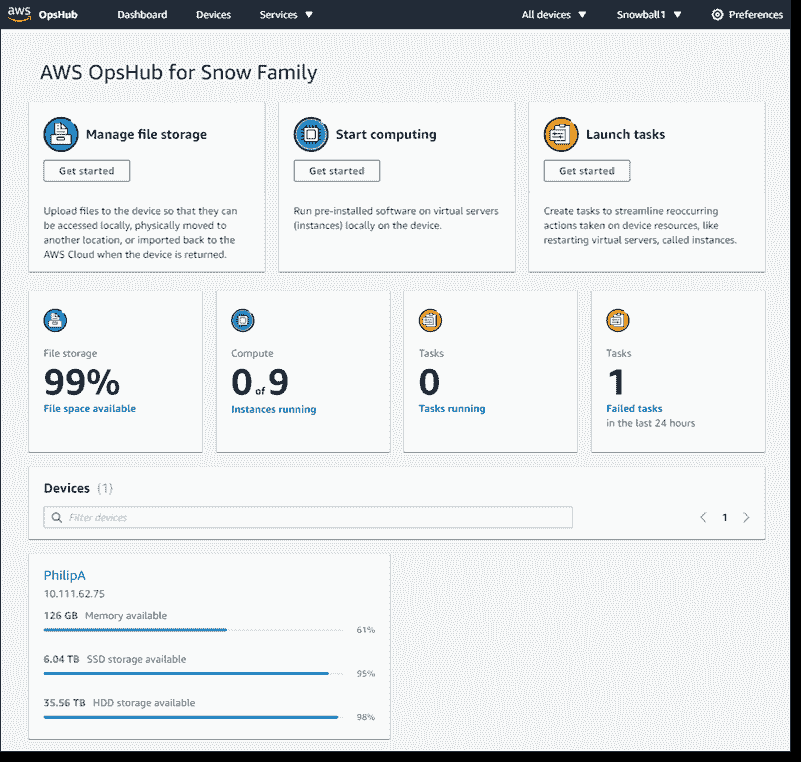 aws OpsHub Dashboard Devices Services All devices Snowball1 Preferences
AWS OpsHub for Snow Family
Manage file storage
Get started
Upload files to the device so that they can
be accessed locally, physically moved to
another location, or imported back to the
AWS Cloud when the device is returned.
Start computing
Get started
Run pre-installed software on virtual servers
(instances) locally on the device.
Launch tasks
Get started
Create tasks to streamline reoccurring
actions taken on device resources, like
restarting virtual servers, called instances.
File storage
99%
File space available
Compute
0 of 9
Instances running
Tasks
0
Tasks running
Tasks
1
Failed tasks
in the last 24 hours
Devices (1)
Filter devices
1
PhilipA
10.111.62.75
126 GB Memory available
61%
6.04 TB SSD storage available
95%
35.56 TB HDD storage available
98%